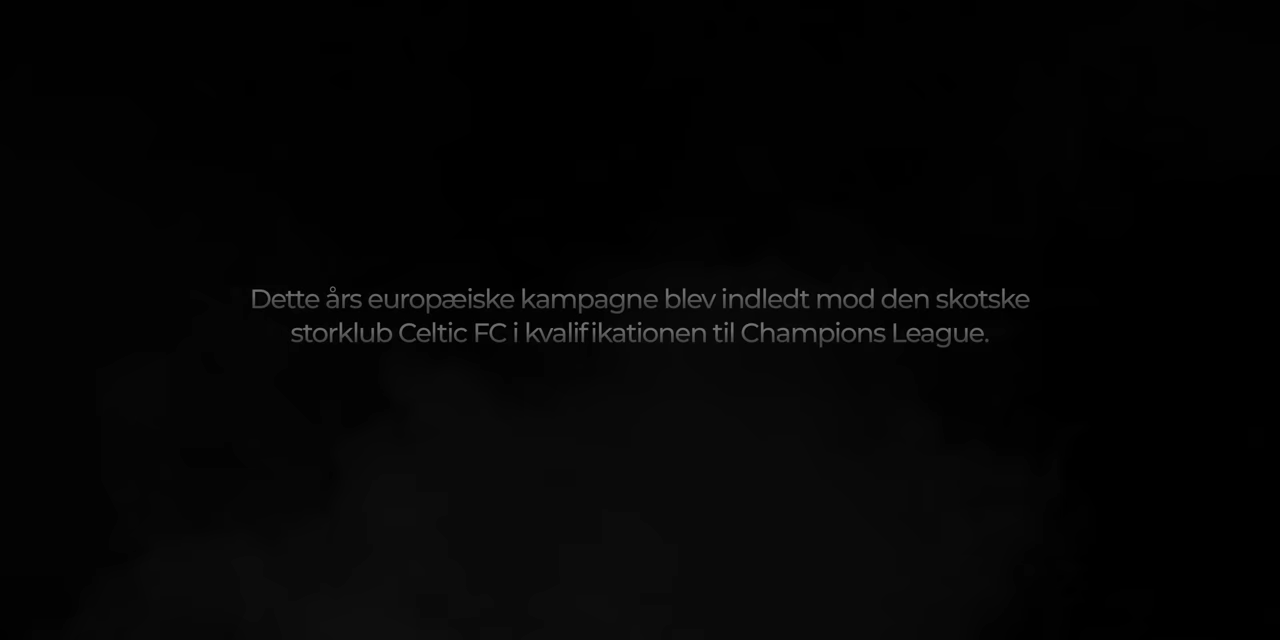 Dette års europæiske kampagne blev indledt mod den skotske
storklub Celtic FC i kvalifikationen til Champions League.